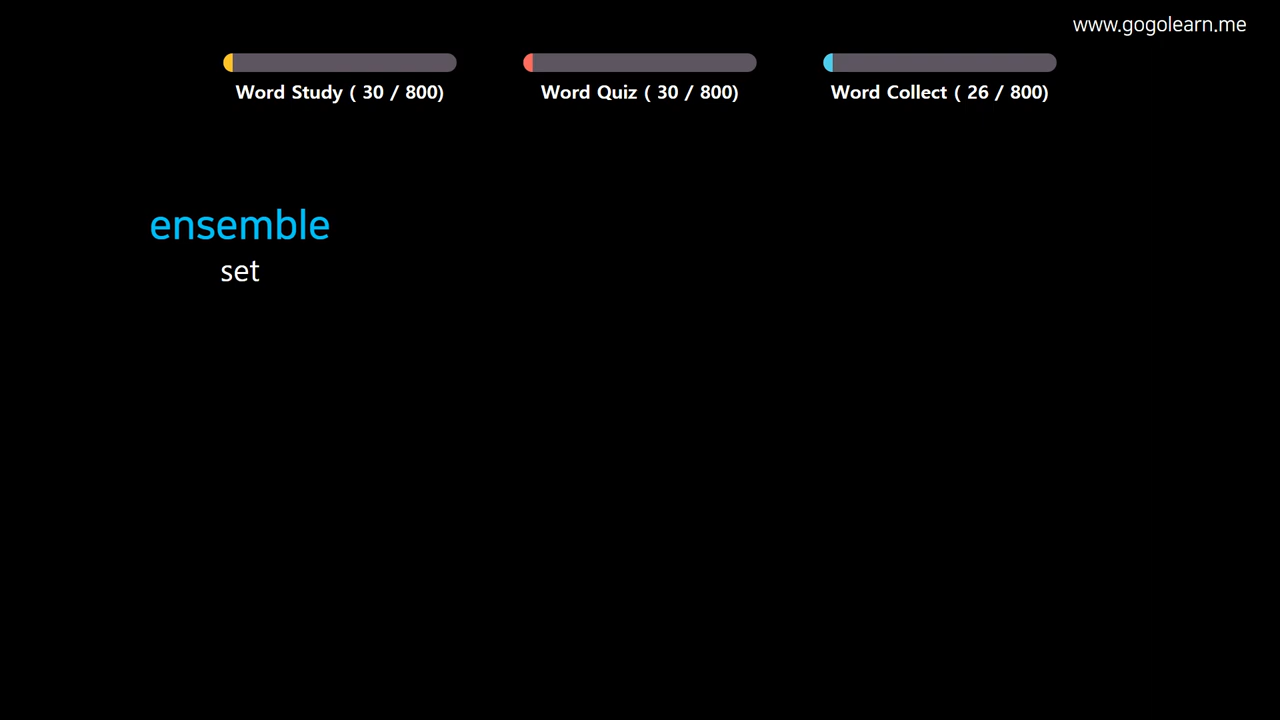 www.gogolearn.me
Word Study ( 30 / 800)
Word Quiz ( 30 / 800)
Word Collect ( 26 / 800)
ensemble
set